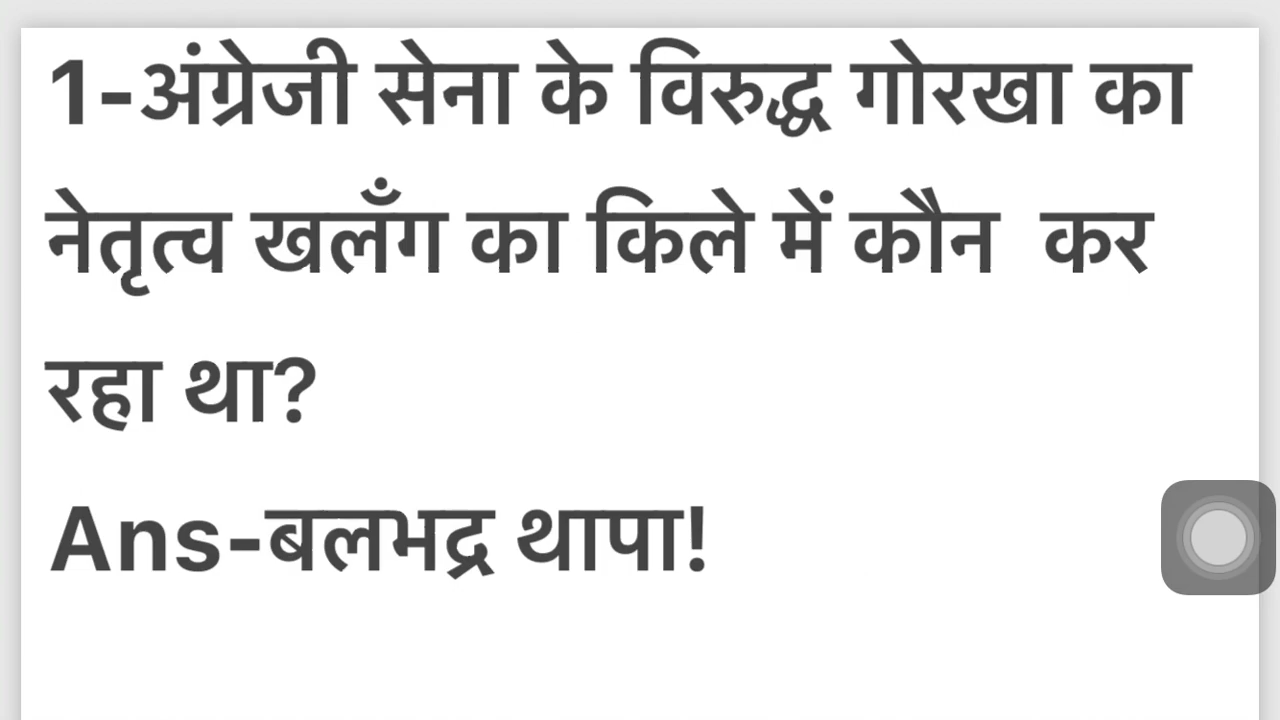 1-अंग्रेजी सेना के विरुद्ध गोरखा का
नेतृत्व खलँग का किले में कौन कर
रहा था?
Ans-बलभद्र थापा!